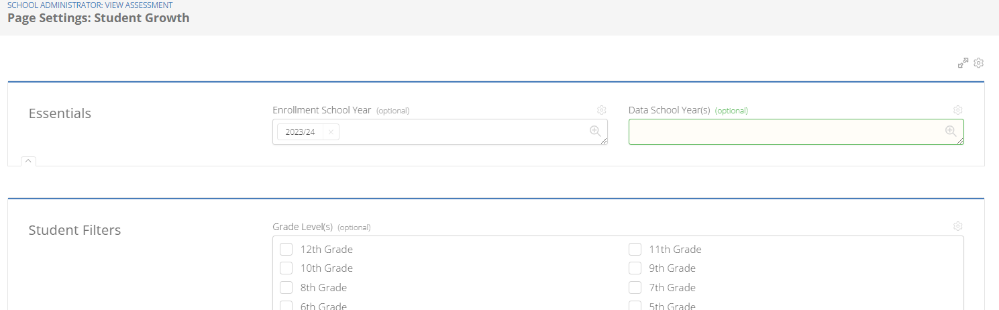 SCHOOL ADMINISTRATOR: VIEW ASSESSMENT
Page Settings: Student Growth
Essentials
Enrollment School Year (optional)
2023/24 ×
Data School Year(s) (optional)
Student Filters
Grade Level(s) (optional)
12th Grade
11th Grade
10th Grade
9th Grade
8th Grade
7th Grade
6th Grade
5th Grade